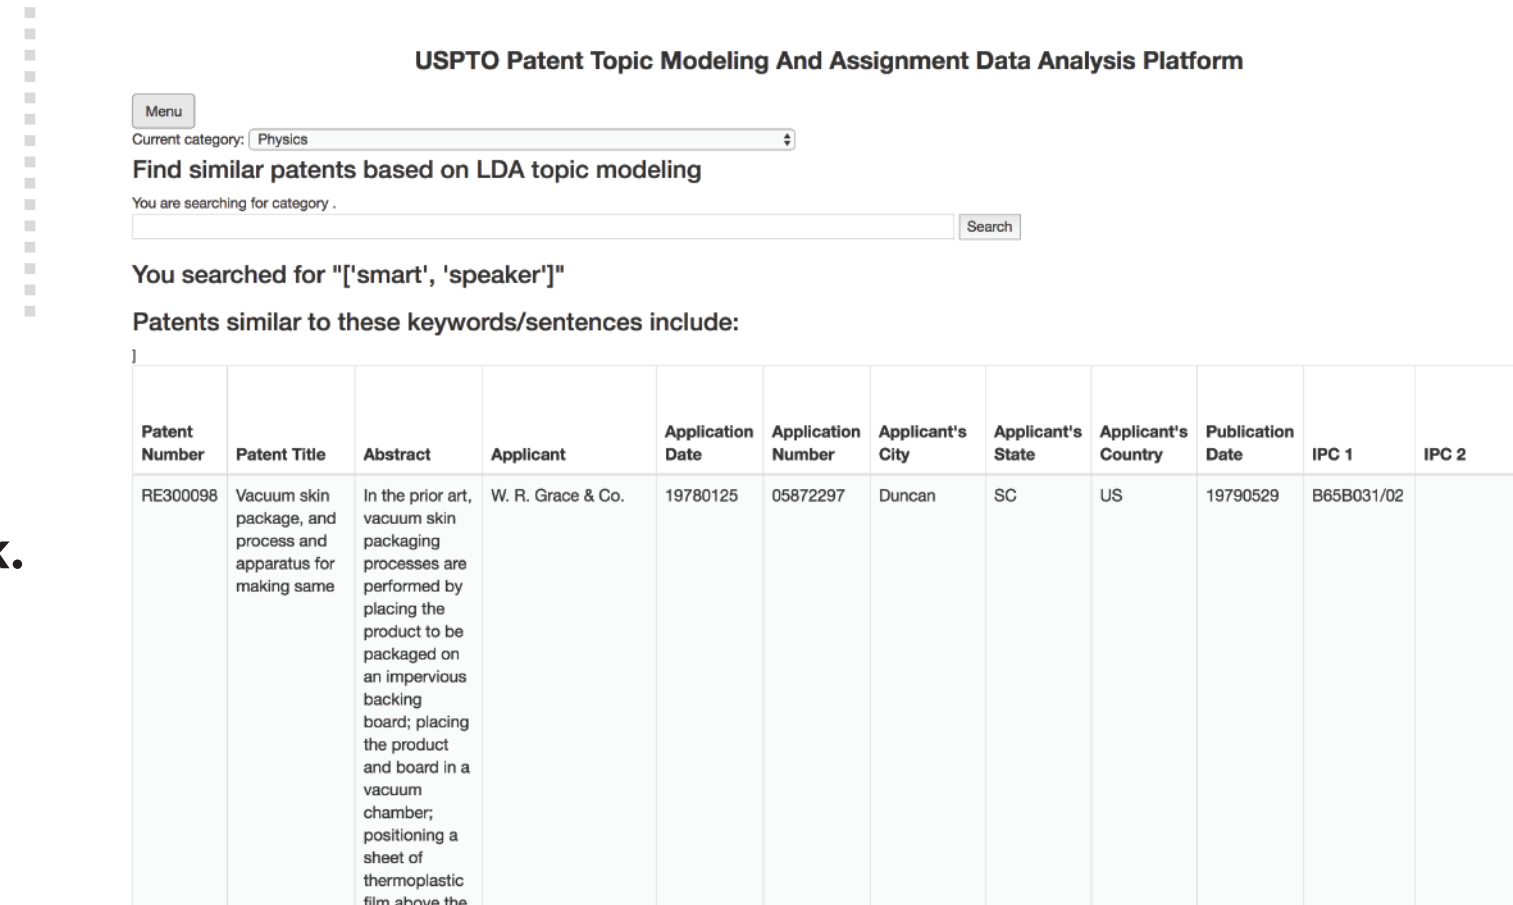 USPTO Patent Topic Modeling And Assignment Data Analysis Platform
Menu
Current category: Physics
Find similar patents based on LDA topic modeling
You are searching for category .
Search
You searched for "['smart', 'speaker']"
Patents similar to these keywords/sentences include:
]
Patent Number Patent Title Abstract Applicant Application Date Application Number Applicant's City Applicant's State Applicant's Country Publication Date IPC 1 IPC 2
RE300098 Vacuum skin In the prior art, W. R. Grace & Co. 19780125 05872297 Duncan SC US 19790529 B65B031/02
package, and vacuum skin
process and packaging
apparatus for processes are
making same performed by
placing the
product to be
packaged on
an impervious
backing
board; placing
the product
and board in a
vacuum
chamber;
positioning a
sheet of
thermoplastic
film above the